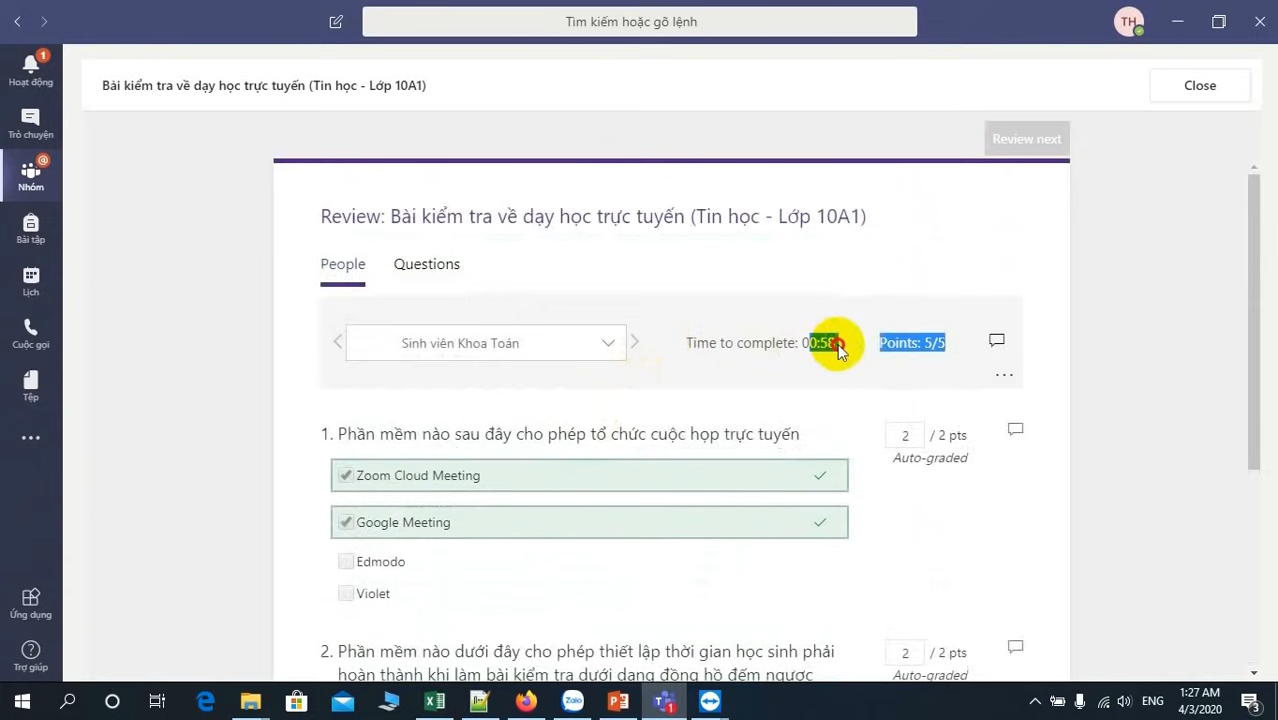 Tìm kiếm hoặc gõ lệnh
TH
1
Hoạt động
Trò chuyện
@
Nhóm
Bài tập
Lịch
Cuộc gọi
Tệp
Ứng dụng
Trợ giúp
Bài kiểm tra về dạy học trực tuyến (Tin học - Lớp 10A1)
Close
Review next
Review: Bài kiểm tra về dạy học trực tuyến (Tin học - Lớp 10A1)
People Questions
Sinh viên Khoa Toán
Time to complete: 00:58
Points: 5/5
1. Phần mềm nào sau đây cho phép tổ chức cuộc họp trực tuyến
2 / 2 pts
Auto-graded
Zoom Cloud Meeting
Google Meeting
Edmodo
Violet
2. Phần mềm nào dưới đây cho phép thiết lập thời gian học sinh phải
hoàn thành khi làm bài kiểm tra dưới dạng đồng hồ đếm ngược
2 / 2 pts
Auto-graded
Zalo
1
ENG
1:27 AM
4/3/2020
3